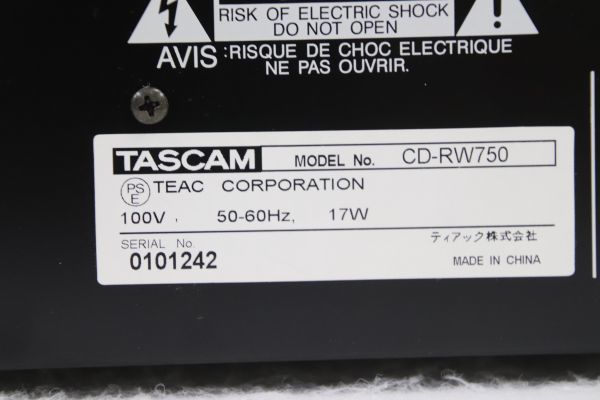 RISK OF ELECTRIC SHOCK
DO NOT OPEN
AVIS :RISQUE DE CHOC ELECTRIQUE
NE PAS OUVRIR.
TASCAM MODEL No. CD-RW750
PS E TEAC CORPORATION
100V , 50-60Hz, 17W
SERIAL No. ティアック株式会社
0101242 MADE IN CHINA